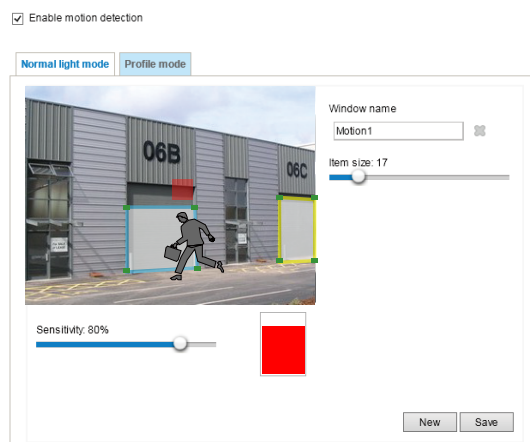 Enable motion detection
Normal light mode
Profile mode
Window name
Motion1
Item size: 17
06B
06C
Sensitivity: 80%
New
Save